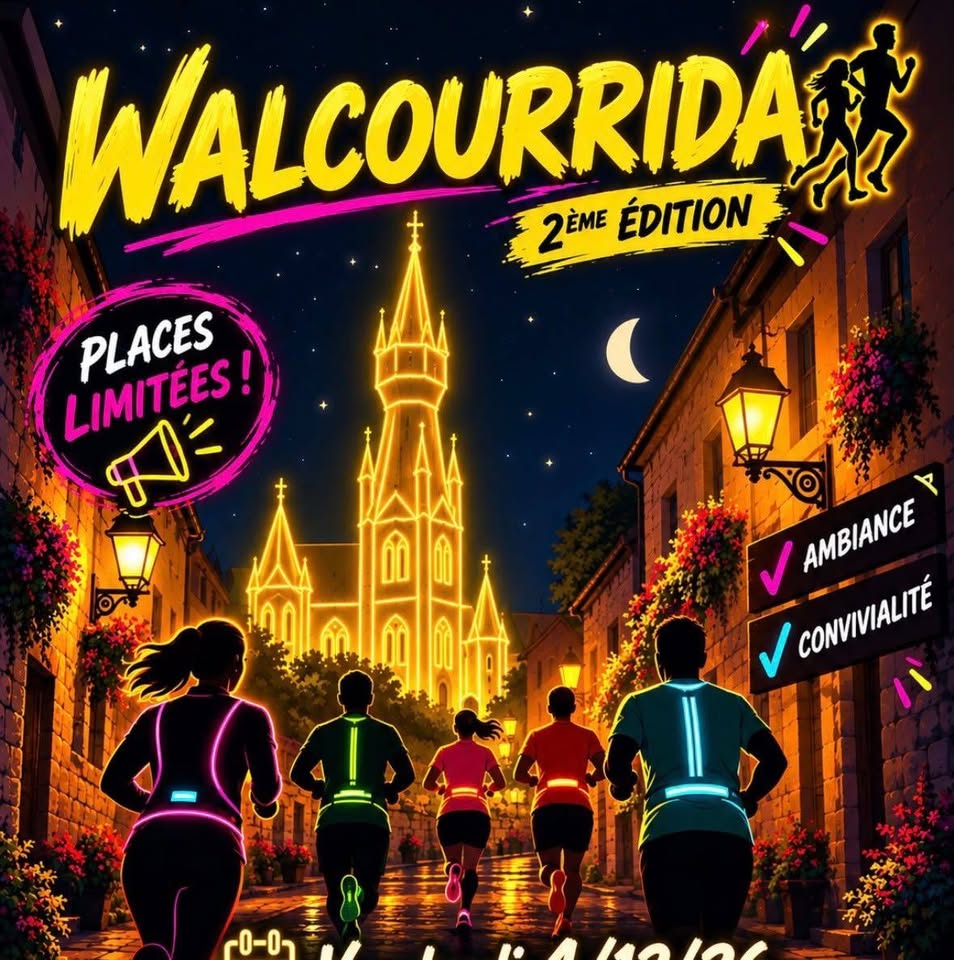 WALCOURRIDA
2ÈME ÉDITION
PLACES
LIMITÉES !
AMBIANCE
CONVIVIALITÉ